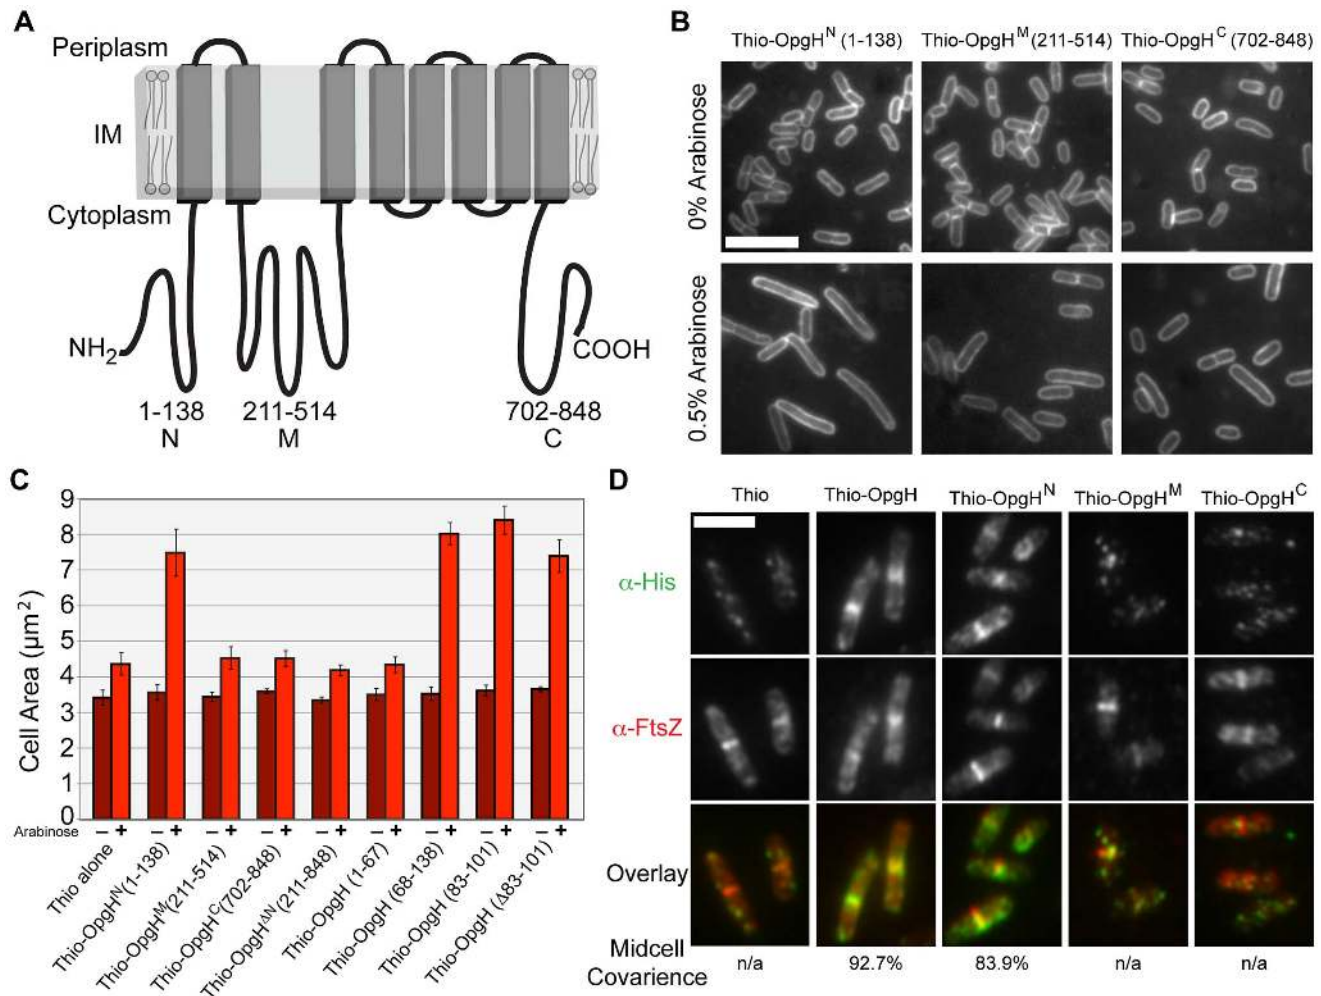 A
Periplasm
IM
Cytoplasm
NH2
COOH
1-138
N
211-514
M
702-848
C
B
Thio-OpgH^N (1-138)
Thio-OpgH^M (211-514)
Thio-OpgH^C (702-848)
0% Arabinose
0.5% Arabinose
C
Cell Area (µm²)
9
8
7
6
5
4
3
2
1
0
Arabinose
– + – + – + – + – + – + – + – + – +
Thio alone
Thio-OpgH^N(1-138)
Thio-OpgH^M(211-514)
Thio-OpgH^C(702-848)
Thio-OpgH^ΔN(211-848)
Thio-OpgH (1-67)
Thio-OpgH (68-138)
Thio-OpgH (83-101)
Thio-OpgH (Δ83-101)
D
Thio
Thio-OpgH
Thio-OpgH^N
Thio-OpgH^M
Thio-OpgH^C
α-His
α-FtsZ
Overlay
Midcell
Covarience
n/a
92.7%
83.9%
n/a
n/a